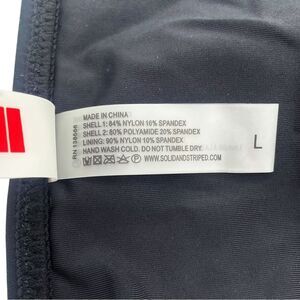 MADE IN CHINA
SHELL 1: 84% NYLON 16% SPANDEX
SHELL 2: 80% POLYAMIDE 20% SPANDEX
LINING: 90% NYLON 10% SPANDEX
HAND WASH COLD. DO NOT TUMBLE DRY.
WWW.SOLIDANDSTRIPED.COM
RN 138666
L